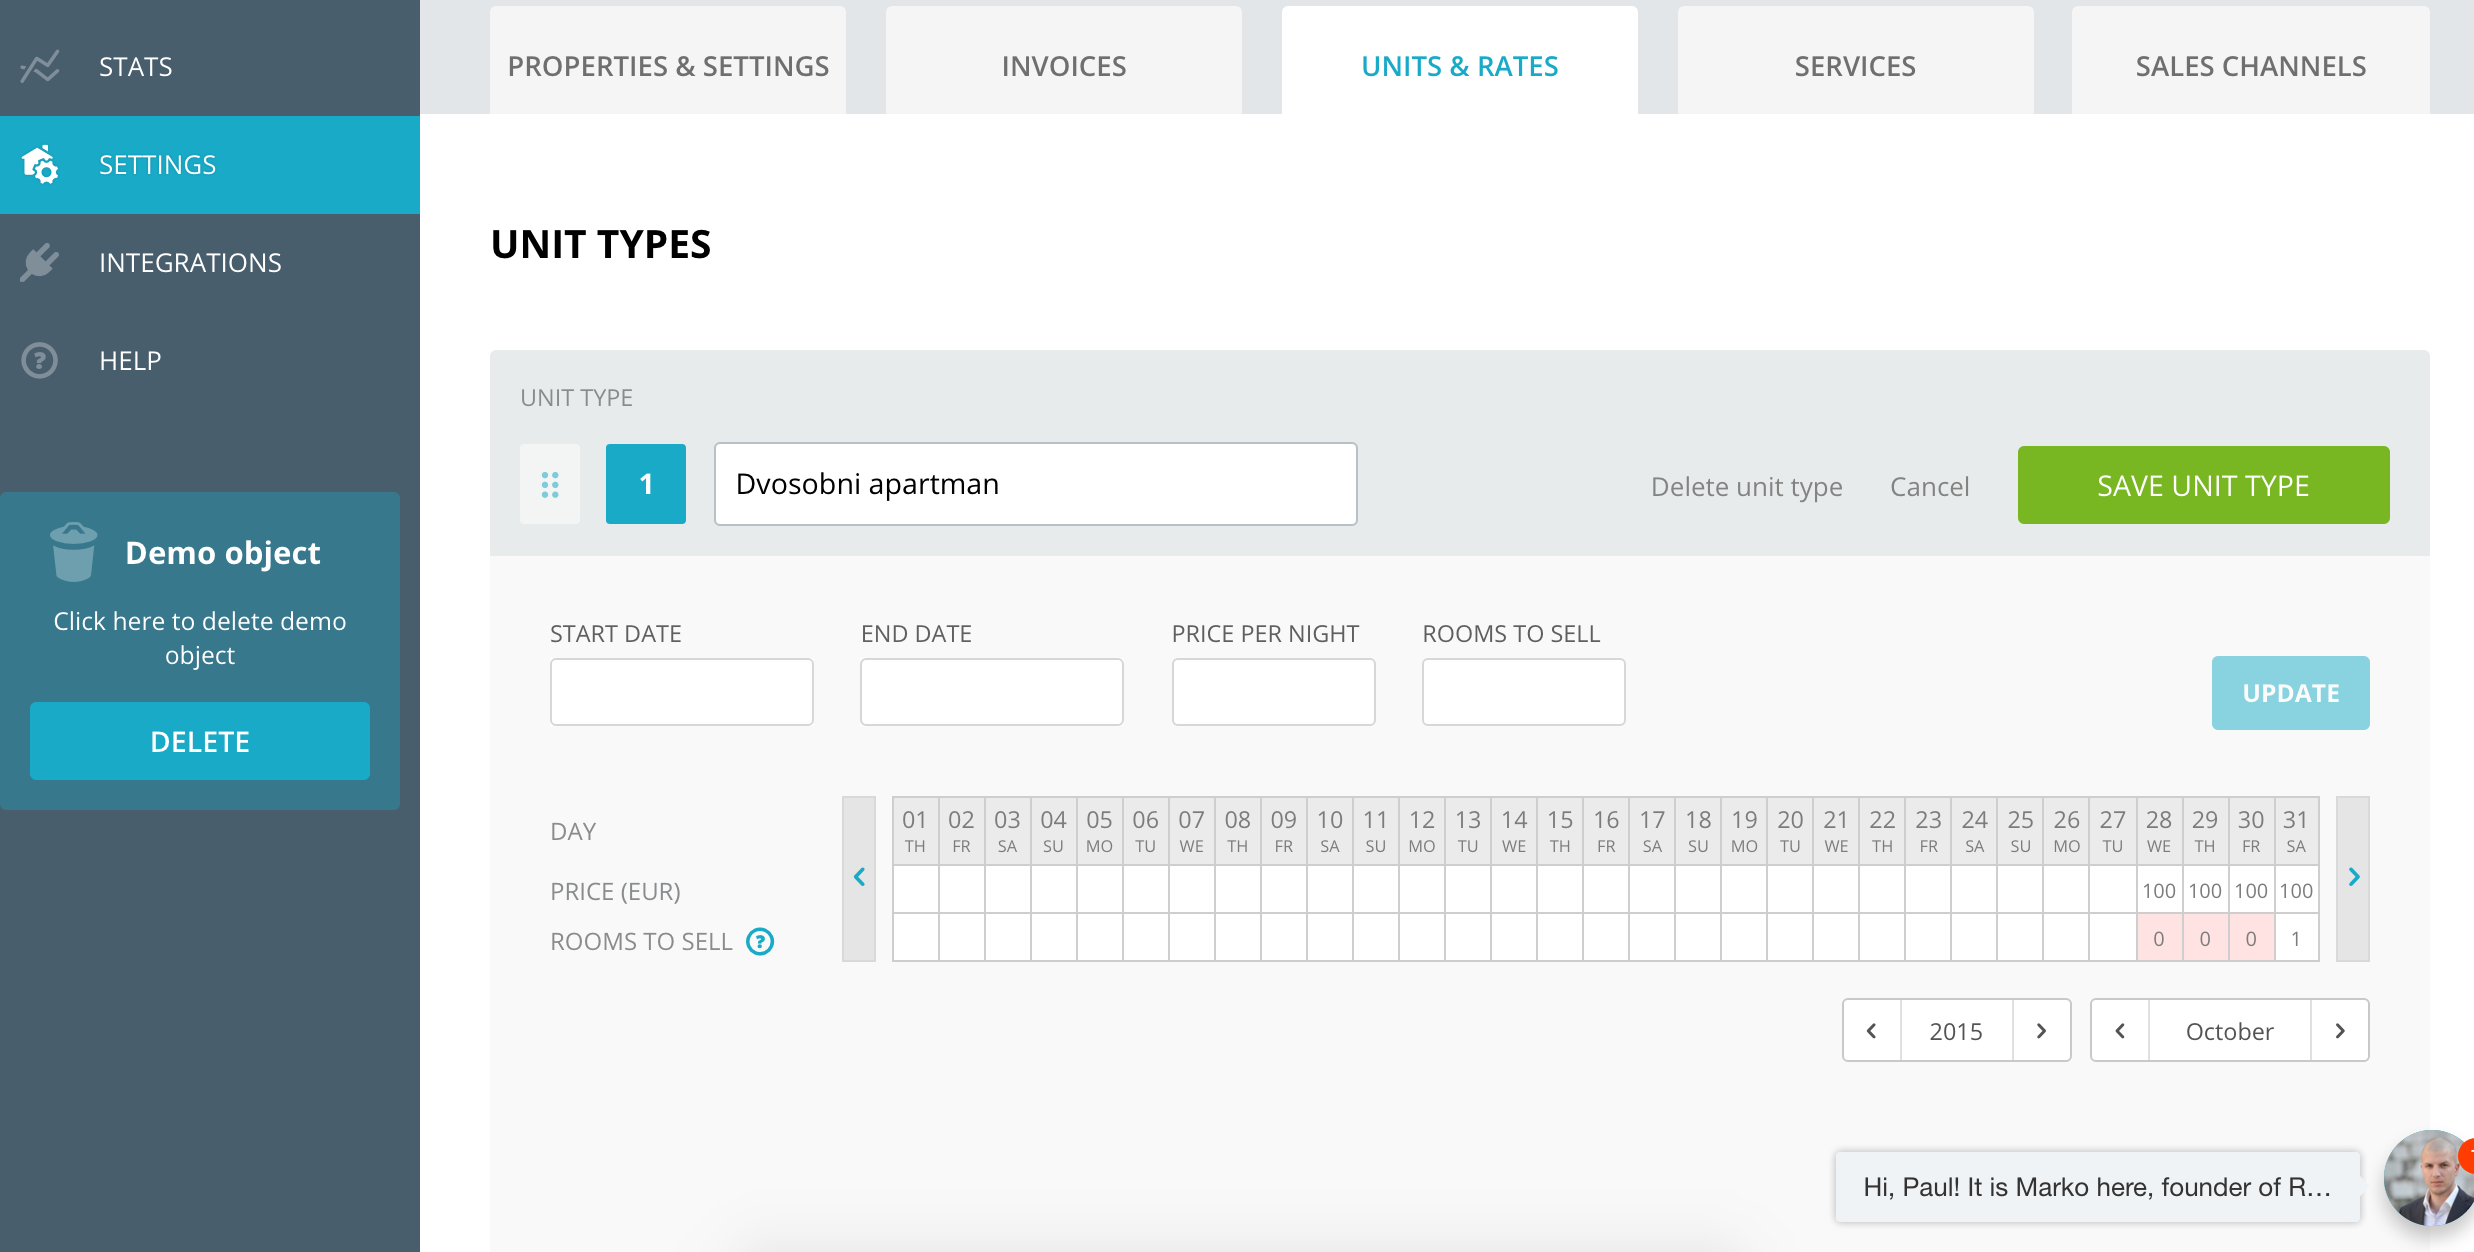 STATS
SETTINGS
INTEGRATIONS
HELP
Demo object
Click here to delete demo
object
DELETE
PROPERTIES & SETTINGS
INVOICES
UNITS & RATES
SERVICES
SALES CHANNELS
UNIT TYPES
UNIT TYPE
1
Dvosobni apartman
Delete unit type
Cancel
SAVE UNIT TYPE
START DATE
END DATE
PRICE PER NIGHT
ROOMS TO SELL
UPDATE
DAY
01 02 03 04 05 06 07 08 09 10 11 12 13 14 15 16 17 18 19 20 21 22 23 24 25 26 27 28 29 30 31
TH FR SA SU MO TU WE TH FR SA SU MO TU WE TH FR SA SU MO TU WE TH FR SA SU MO TU WE TH FR SA
PRICE (EUR) 100 100 100 100
ROOMS TO SELL ? 0 0 0 1
2015
October
Hi, Paul! It is Marko here, founder of R...